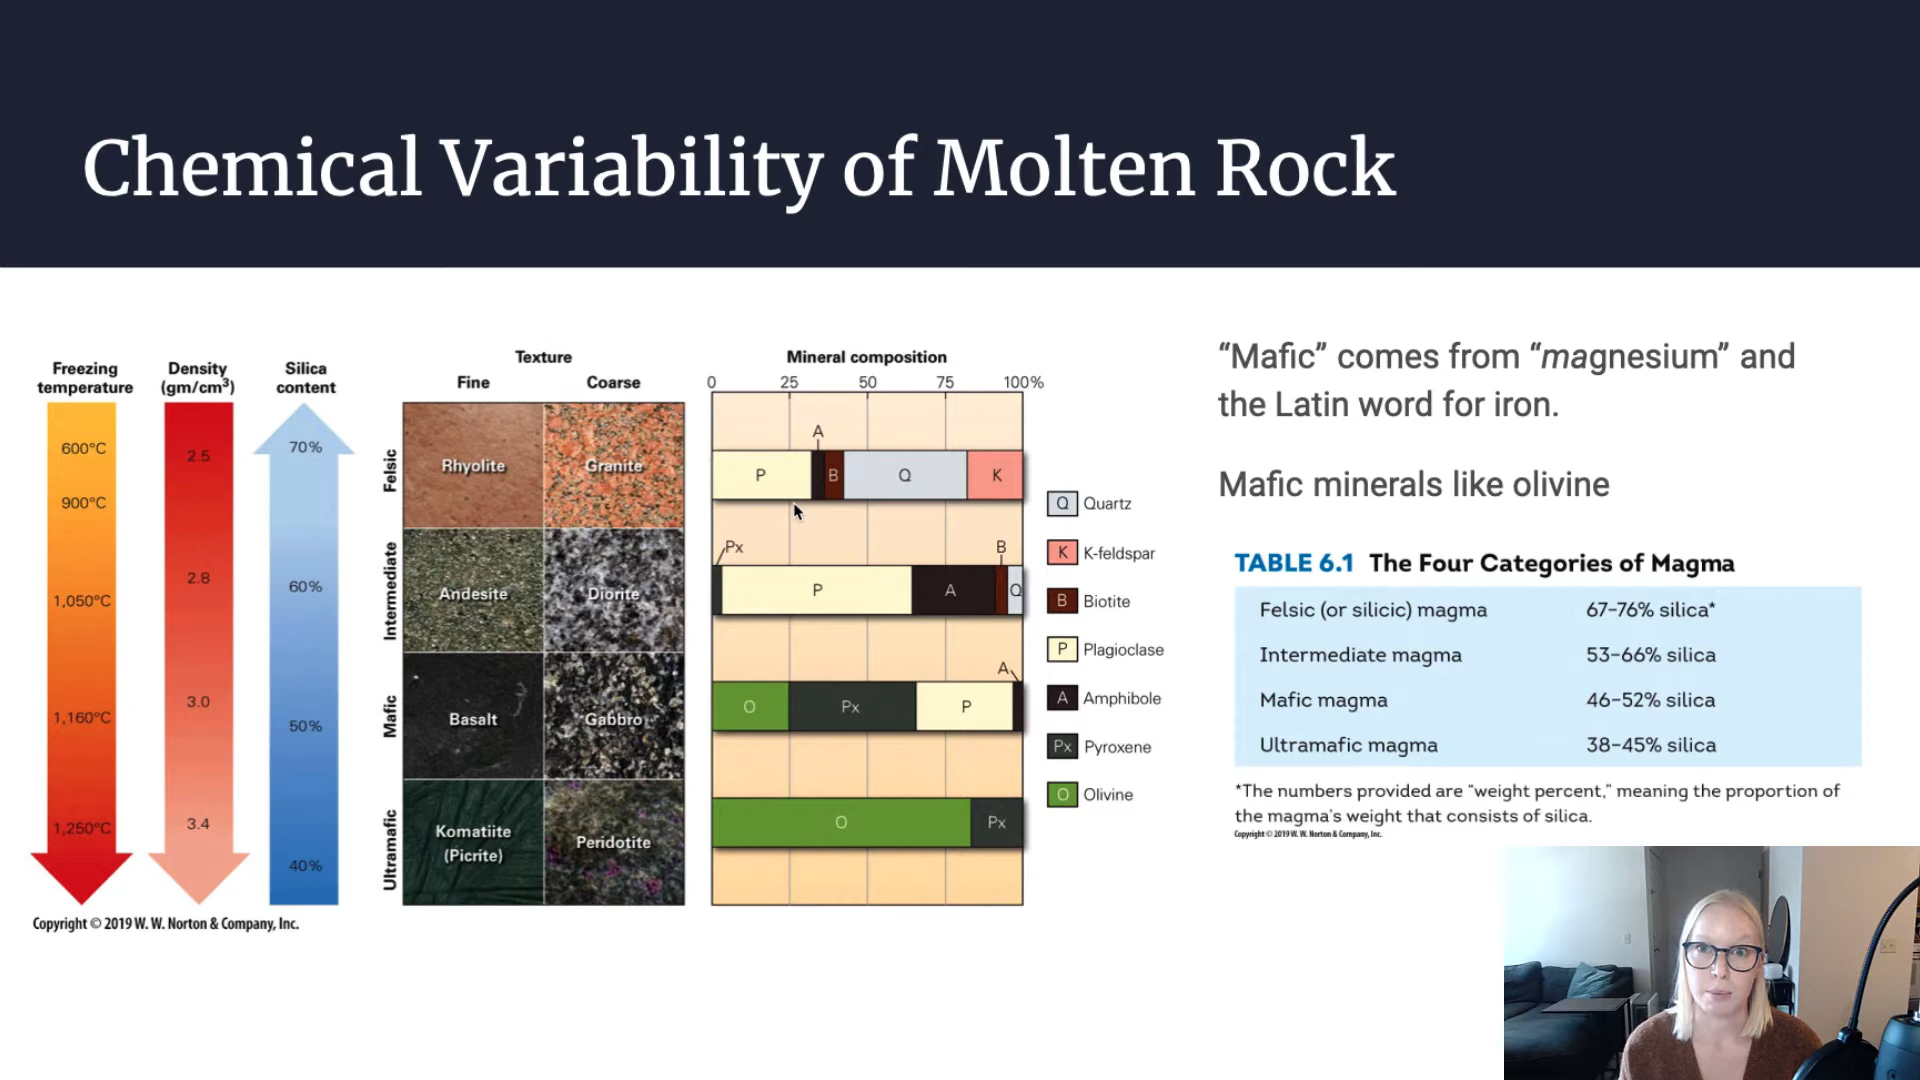 Chemical Variability of Molten Rock
Freezing
temperature
600°C
900°C
1,050°C
1,160°C
1,250°C
Density
(gm/cm³)
2.5
2.8
3.0
3.4
Silica
content
70%
60%
50%
40%
Copyright © 2019 W. W. Norton & Company, Inc.
Texture
Fine Coarse
Felsic
Rhyolite Granite
Intermediate
Andesite Diorite
Mafic
Basalt Gabbro
Ultramafic
Komatiite
(Picrite)
Peridotite
Mineral composition
0 25 50 75 100%
A
P B Q K
Px B
P A Q
A
O Px P
O Px
Q Quartz
K K-feldspar
B Biotite
P Plagioclase
A Amphibole
Px Pyroxene
O Olivine
“Mafic” comes from “magnesium” and
the Latin word for iron.
Mafic minerals like olivine
TABLE 6.1 The Four Categories of Magma
Felsic (or silicic) magma 67–76% silica*
Intermediate magma 53–66% silica
Mafic magma 46–52% silica
Ultramafic magma 38–45% silica
*The numbers provided are “weight percent,” meaning the proportion of
the magma’s weight that consists of silica.
Copyright © 2019 W. W. Norton & Company, Inc.